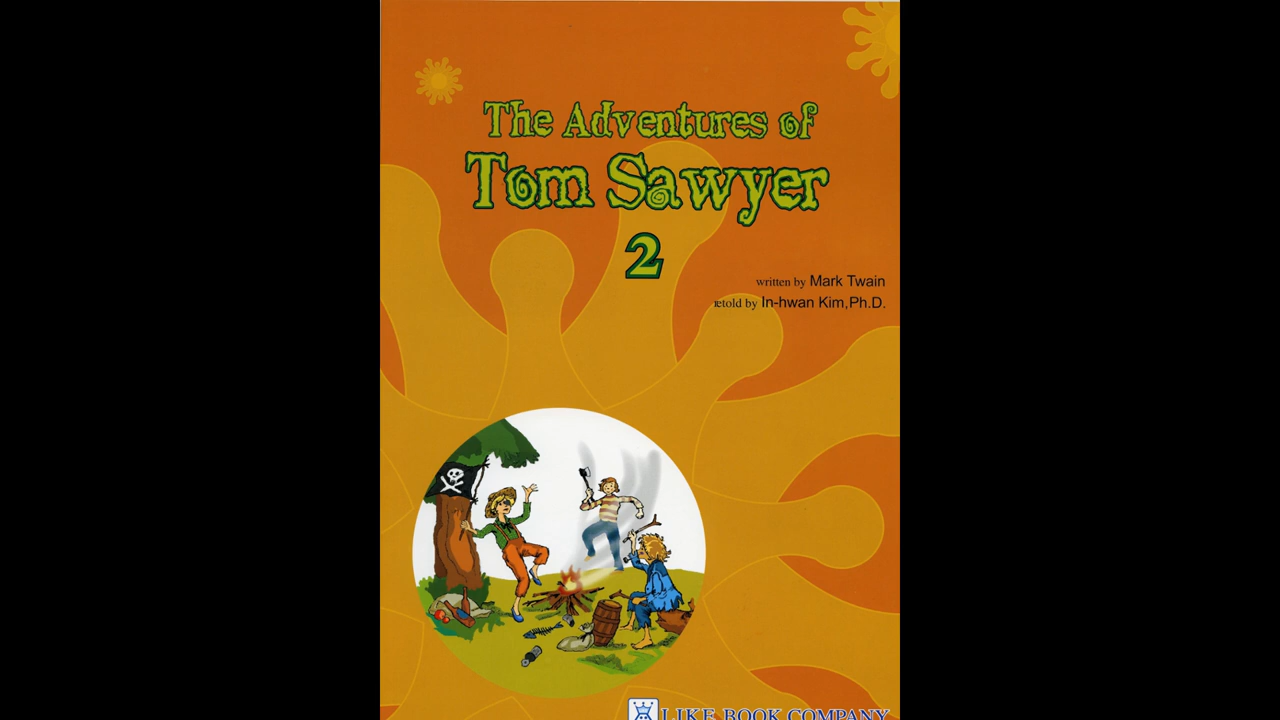 The Adventures of
Tom Sawyer
2
written by Mark Twain
retold by In-hwan Kim,Ph.D.
LIKE BOOK COMPANY